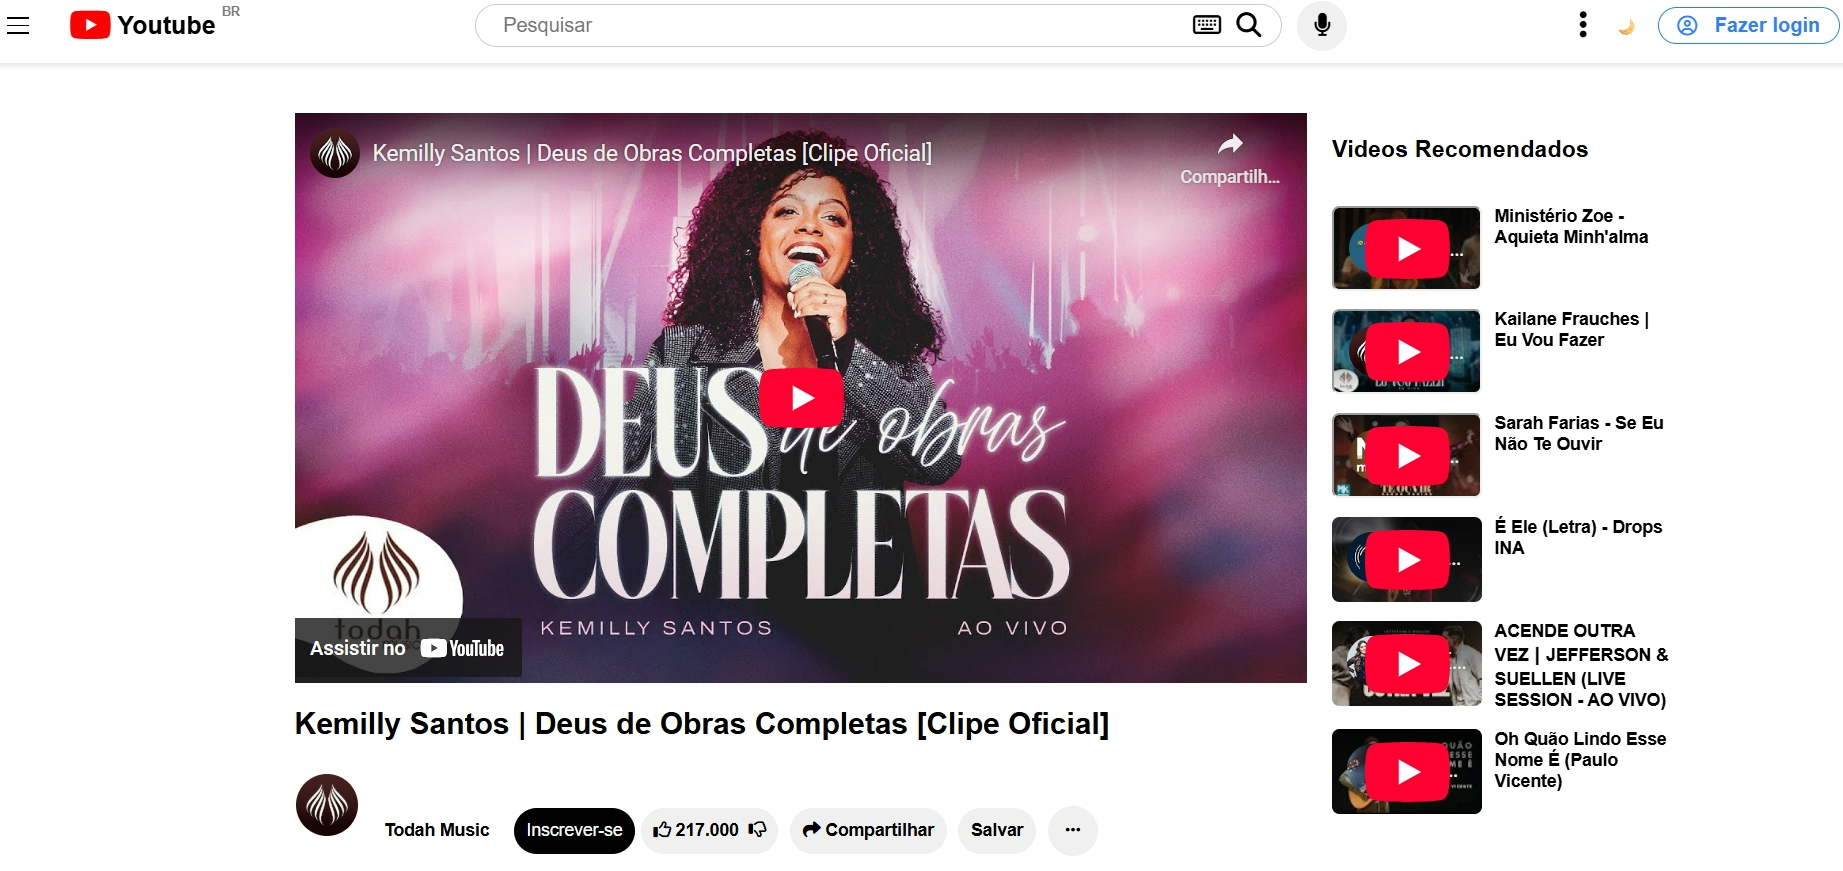 Youtube BR
Pesquisar
Fazer login
Kemilly Santos | Deus de Obras Completas [Clipe Oficial]
Compartilh...
DEUS de obras
COMPLETAS
KEMILLY SANTOS AO VIVO
todah
Assistir no YouTube
Kemilly Santos | Deus de Obras Completas [Clipe Oficial]
Todah Music
Inscrever-se
217.000
Compartilhar
Salvar
...
Videos Recomendados
Ministério Zoe -
Aquieta Minh'alma
Kailane Frauches |
Eu Vou Fazer
Sarah Farias - Se Eu
Não Te Ouvir
TE OUVIR
É Ele (Letra) - Drops
INA
ACENDE OUTRA
VEZ | JEFFERSON &
SUELLEN (LIVE
SESSION - AO VIVO)
Oh Quão Lindo Esse
Nome É (Paulo
Vicente)